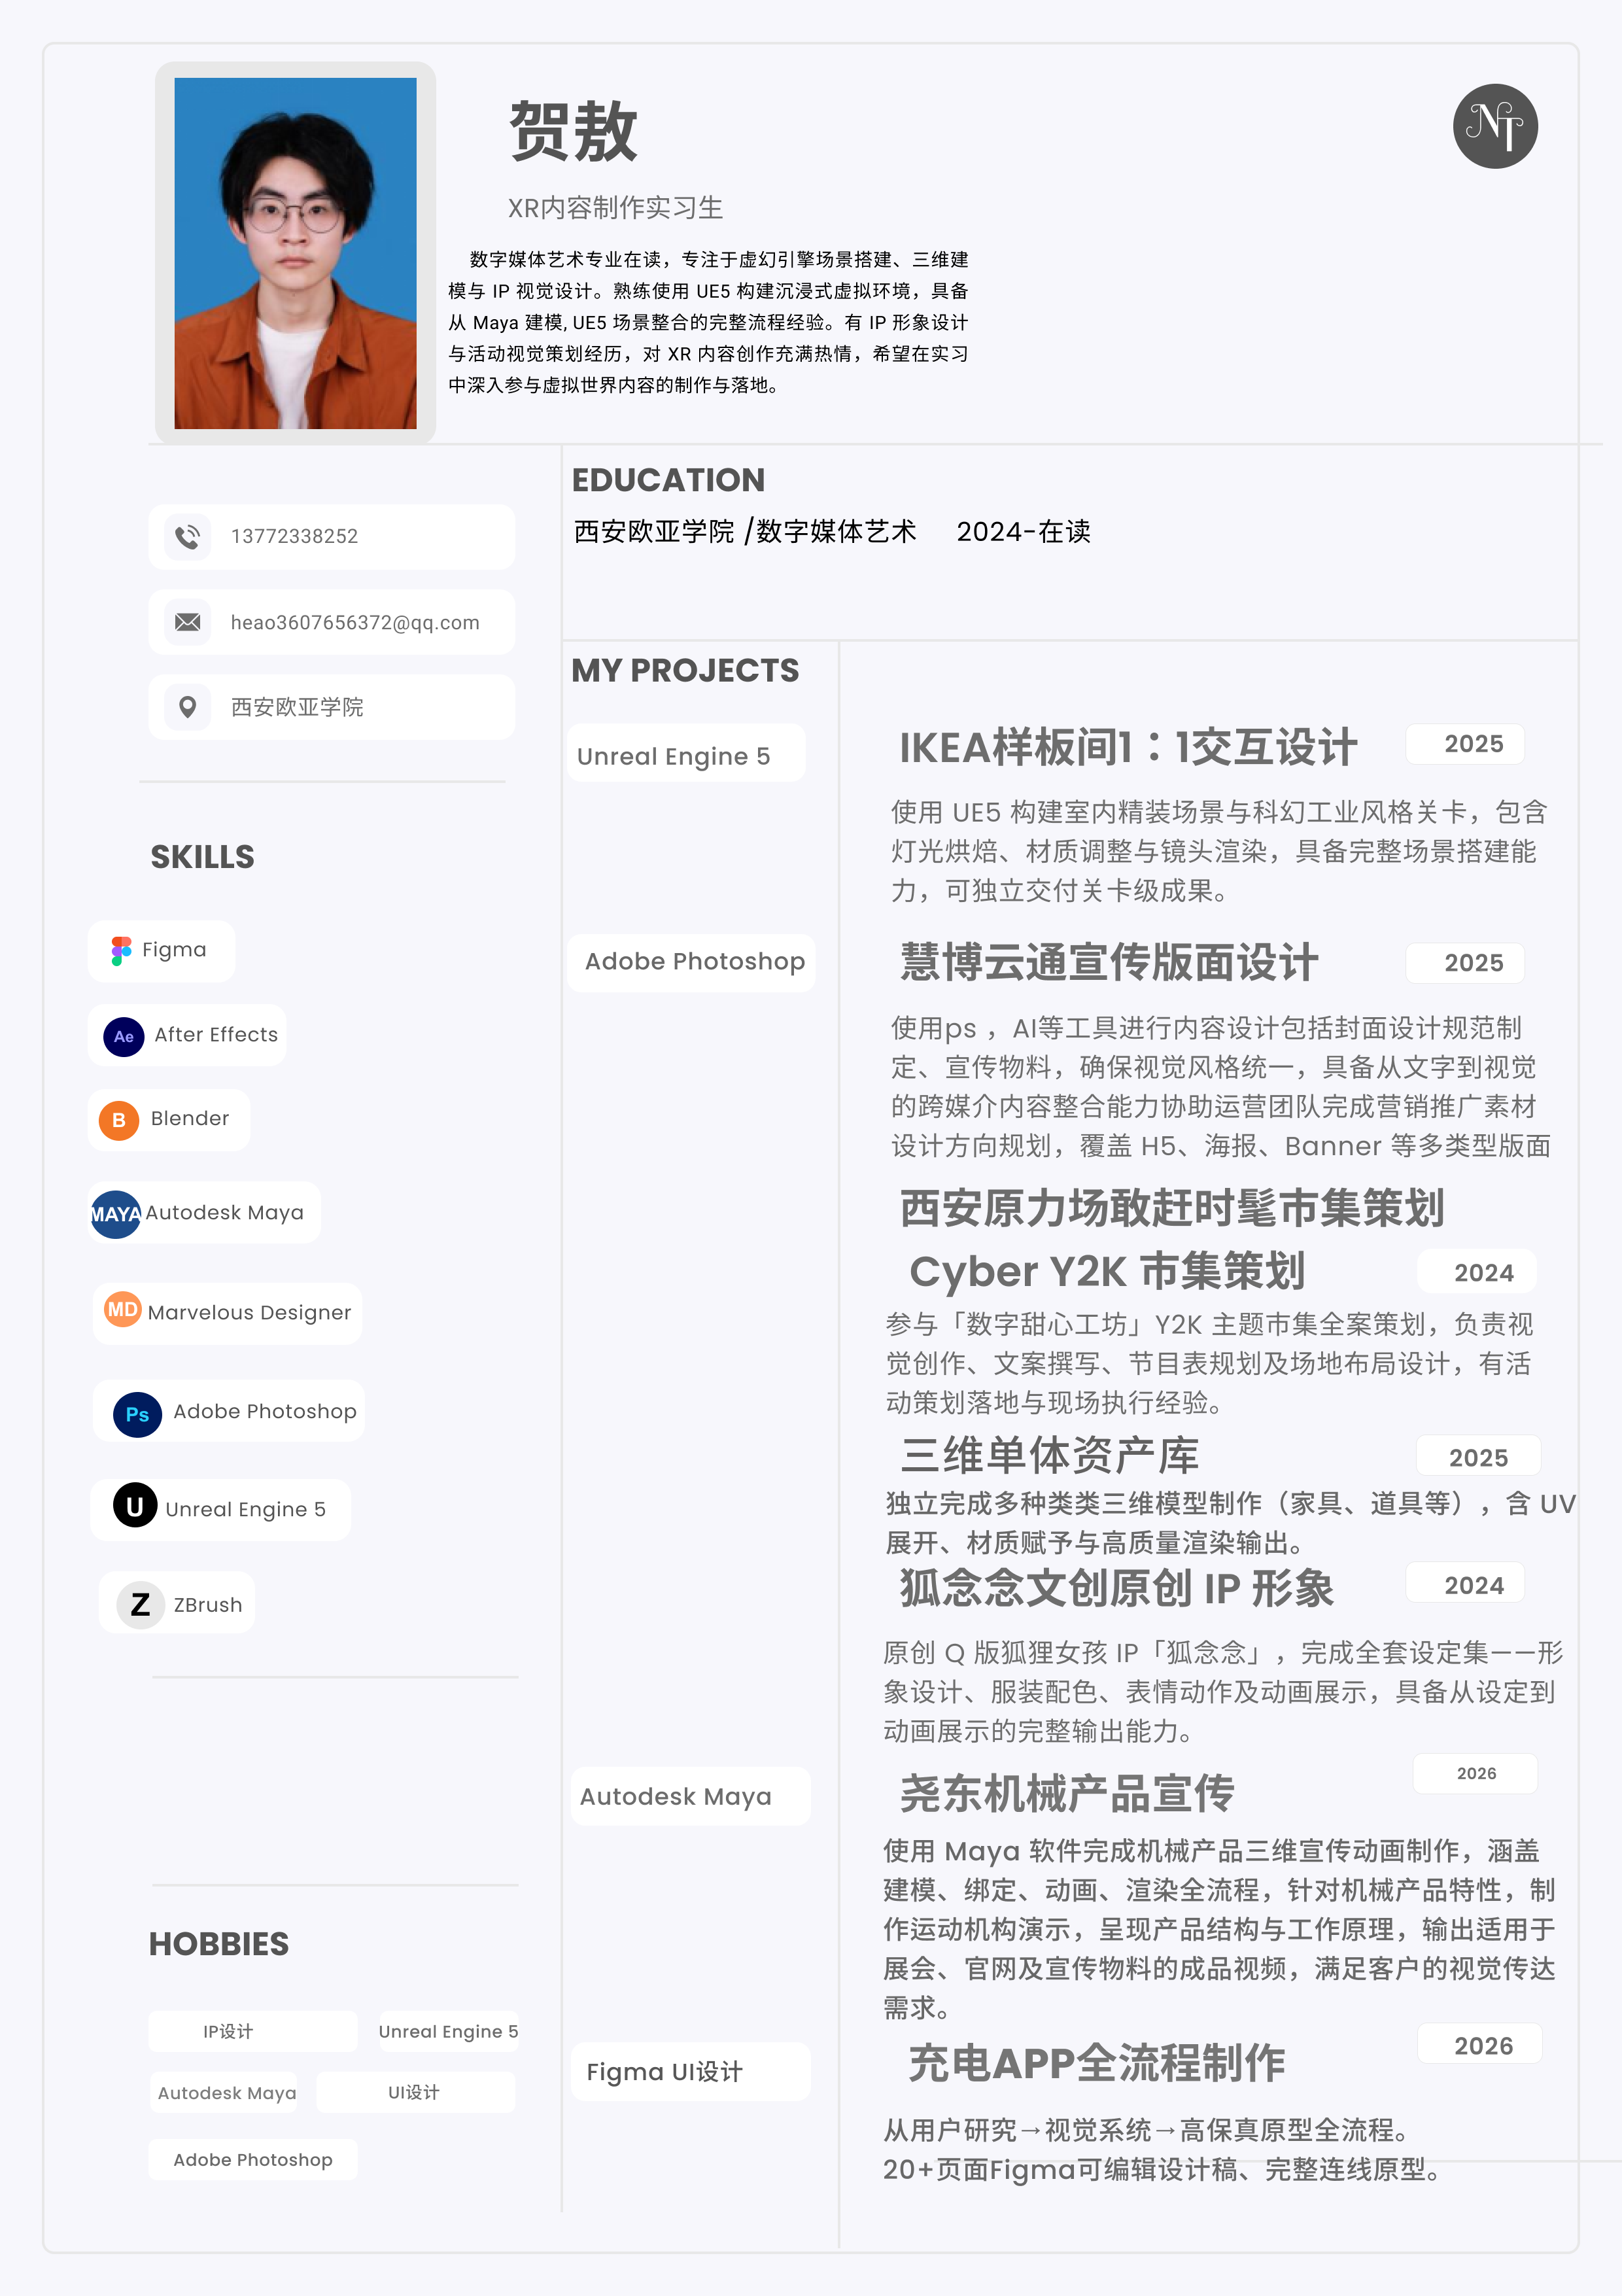 贺敖
NT
XR内容制作实习生
数字媒体艺术专业在读，专注于虚幻引擎场景搭建、三维建
模与 IP 视觉设计。熟练使用 UE5 构建沉浸式虚拟环境，具备
从 Maya 建模, UE5 场景整合的完整流程经验。有 IP 形象设计
与活动视觉策划经历，对 XR 内容创作充满热情，希望在实习
中深入参与虚拟世界内容的制作与落地。
13772338252
heao3607656372@qq.com
西安欧亚学院
SKILLS
Figma
Ae After Effects
B Blender
MAYA Autodesk Maya
MD Marvelous Designer
Ps Adobe Photoshop
U Unreal Engine 5
Z ZBrush
HOBBIES
IP设计
Unreal Engine 5
Autodesk Maya
UI设计
Adobe Photoshop
EDUCATION
西安欧亚学院 /数字媒体艺术 2024-在读
MY PROJECTS
Unreal Engine 5
IKEA样板间1：1交互设计
2025
使用 UE5 构建室内精装场景与科幻工业风格关卡，包含
灯光烘焙、材质调整与镜头渲染，具备完整场景搭建能
力，可独立交付关卡级成果。
Adobe Photoshop
慧博云通宣传版面设计
2025
使用ps ，AI等工具进行内容设计包括封面设计规范制
定、宣传物料，确保视觉风格统一，具备从文字到视觉
的跨媒介内容整合能力协助运营团队完成营销推广素材
设计方向规划，覆盖 H5、海报、Banner 等多类型版面
西安原力场敢赶时髦市集策划
Cyber Y2K 市集策划
2024
参与「数字甜心工坊」Y2K 主题市集全案策划，负责视
觉创作、文案撰写、节目表规划及场地布局设计，有活
动策划落地与现场执行经验。
三维单体资产库
2025
独立完成多种类类三维模型制作（家具、道具等），含 UV
展开、材质赋予与高质量渲染输出。
狐念念文创原创 IP 形象
2024
原创 Q 版狐狸女孩 IP「狐念念」，完成全套设定集——形
象设计、服装配色、表情动作及动画展示，具备从设定到
动画展示的完整输出能力。
Autodesk Maya
尧东机械产品宣传
2026
使用 Maya 软件完成机械产品三维宣传动画制作，涵盖
建模、绑定、动画、渲染全流程，针对机械产品特性，制
作运动机构演示，呈现产品结构与工作原理，输出适用于
展会、官网及宣传物料的成品视频，满足客户的视觉传达
需求。
Figma UI设计
充电APP全流程制作
2026
从用户研究→视觉系统→高保真原型全流程。
20+页面Figma可编辑设计稿、完整连线原型。